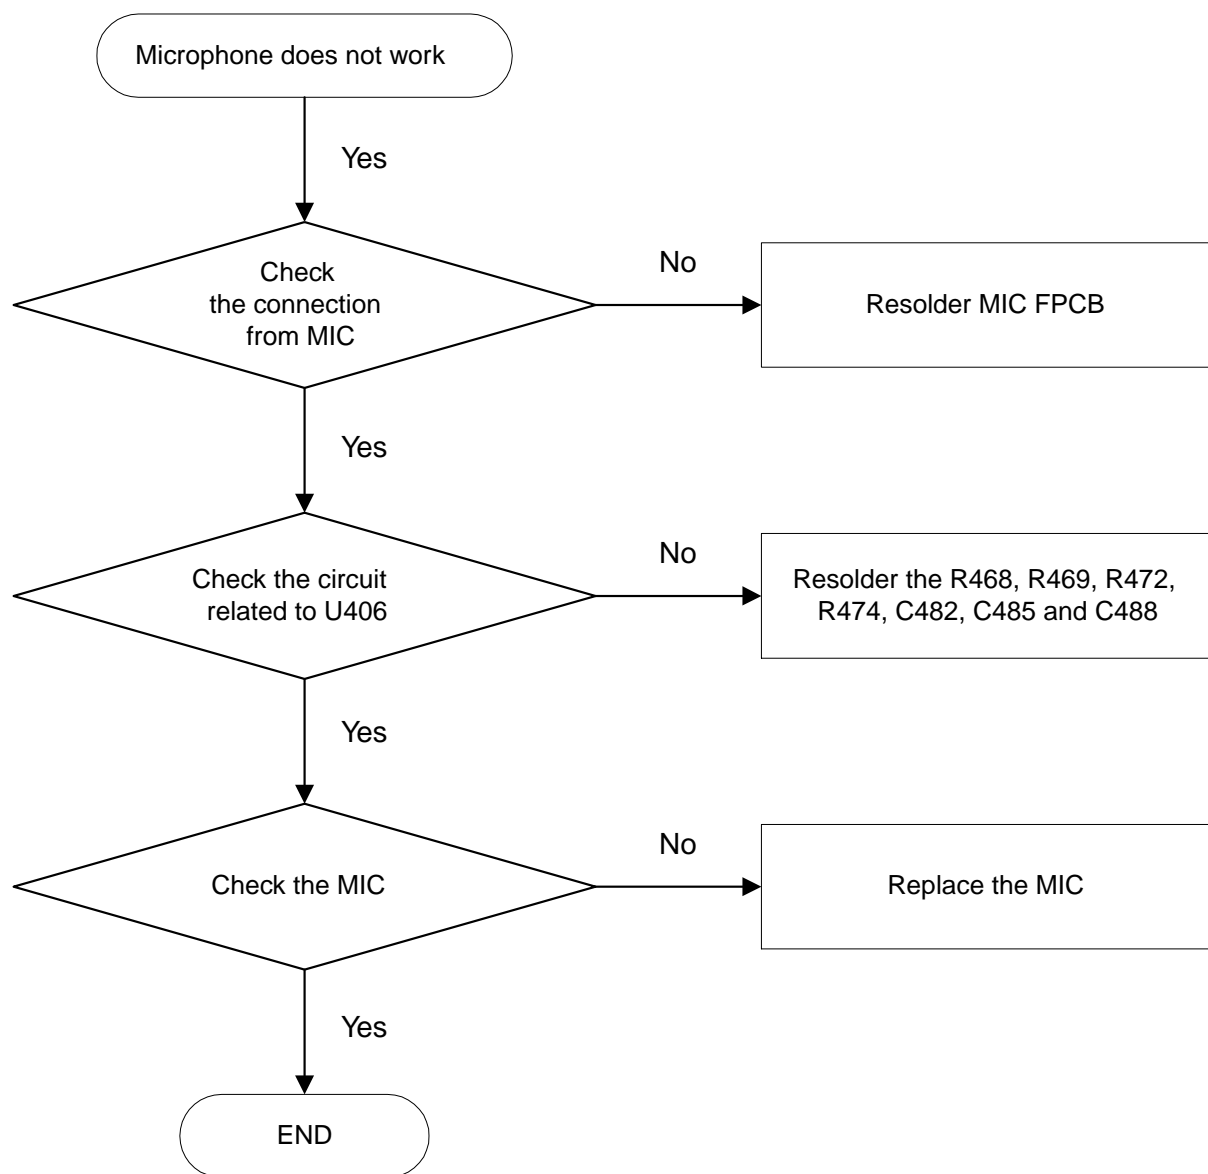 Microphone does not work
Yes
Check
the connection
from MIC
No
Resolder MIC FPCB
Yes
Check the circuit
related to U406
No
Resolder the R468, R469, R472,
R474, C482, C485 and C488
Yes
Check the MIC
No
Replace the MIC
Yes
END